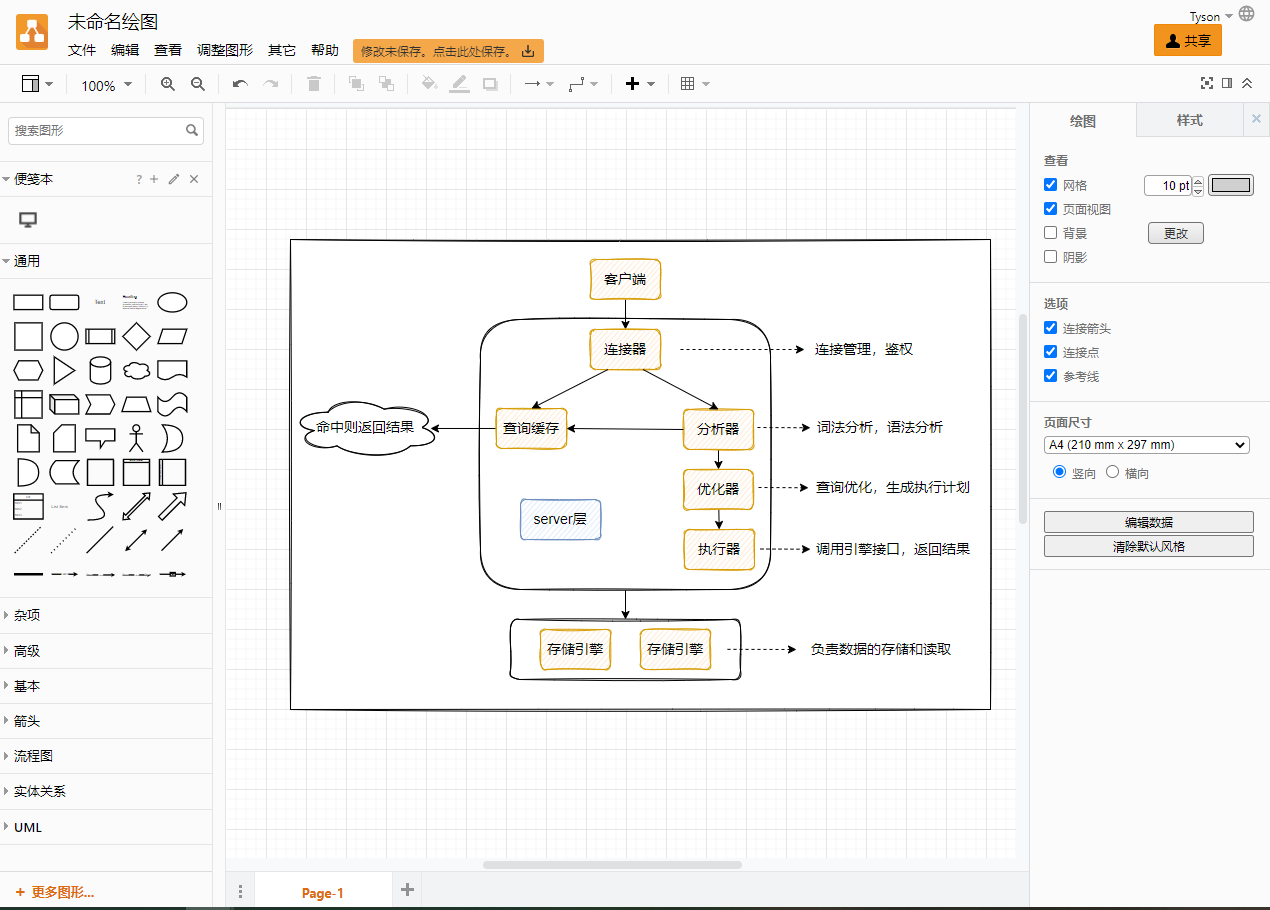 未命名绘图
Tyson
文件 编辑 查看 调整图形 其它 帮助
修改未保存。点击此处保存。
共享
100%
搜索图形
便笺本
?
通用
Text
Heading
杂项
高级
基本
箭头
流程图
实体关系
UML
+ 更多图形...
客户端
连接器
连接管理，鉴权
命中则返回结果
查询缓存
分析器
词法分析，语法分析
优化器
查询优化，生成执行计划
server层
执行器
调用引擎接口，返回结果
存储引擎
存储引擎
负责数据的存储和读取
Page-1
绘图 样式
查看
网格
10 pt
页面视图
背景
更改
阴影
选项
连接箭头
连接点
参考线
页面尺寸
A4 (210 mm x 297 mm)
竖向 横向
编辑数据
清除默认风格